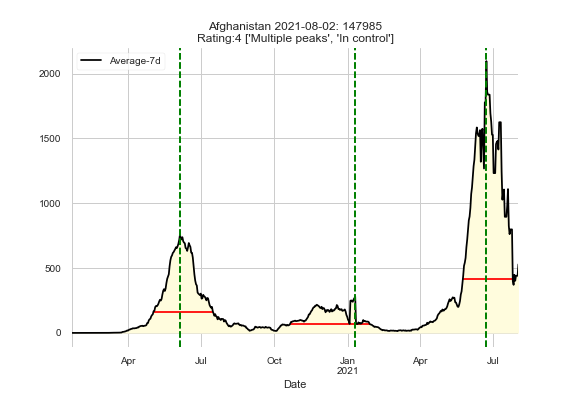 Afghanistan 2021-08-02: 147985
Rating:4 ['Multiple peaks', 'In control']
Average-7d
2000
1500
1000
500
0
Apr Jul Oct Jan Apr Jul
2021
Date